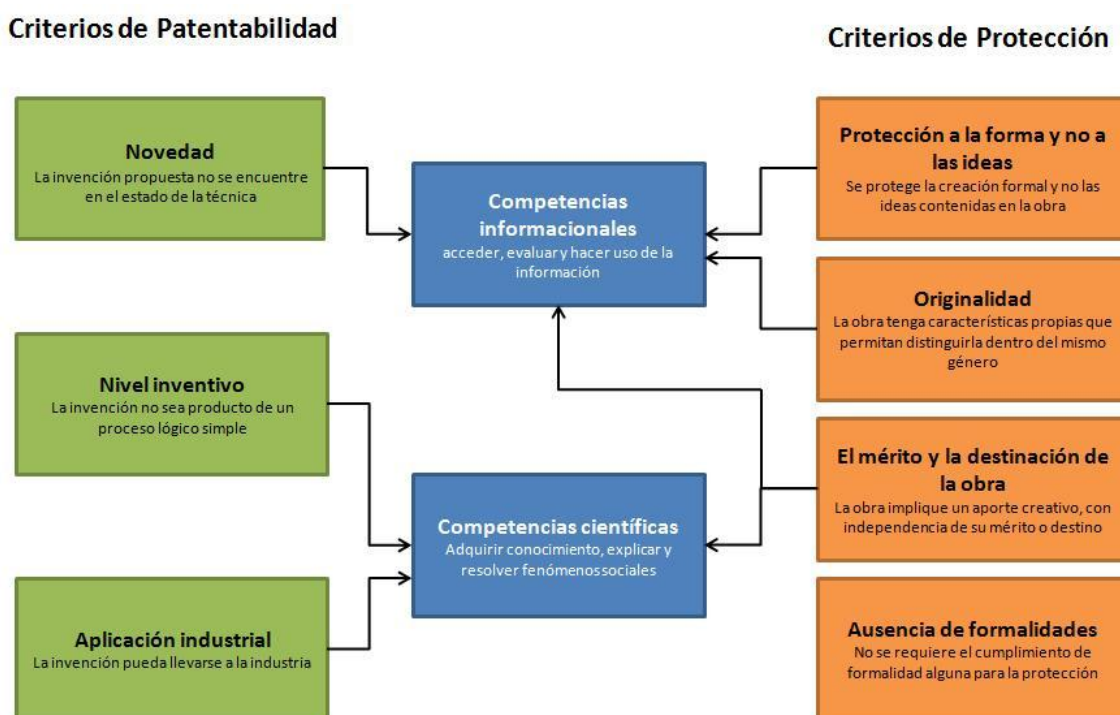 Criterios de Patentabilidad
Novedad
La invención propuesta no se encuentre
en el estado de la técnica
Nivel inventivo
La invención no sea producto de un
proceso lógico simple
Aplicación industrial
La invención pueda llevarse a la industria
Competencias
informacionales
acceder, evaluar y hacer uso de la
información
Competencias científicas
Adquirir conocimiento, explicar y
resolver fenómenos sociales
Criterios de Protección
Protección a la forma y no a
las ideas
Se protege la creación formal y no las
ideas contenidas en la obra
Originalidad
La obra tenga características propias que
permitan distinguirla dentro del mismo
género
El mérito y la destinación de
la obra
La obra implique un aporte creativo, con
independencia de su mérito o destino
Ausencia de formalidades
No se requiere el cumplimiento de
formalidad alguna para la protección